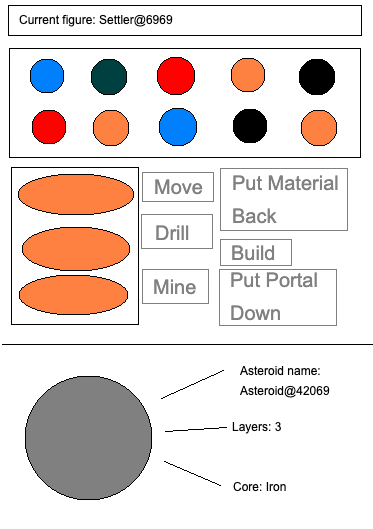 Current figure: Settler@6969
Move
Put Material
Back
Drill
Build
Mine
Put Portal
Down
Asteroid name:
Asteroid@42069
Layers: 3
Core: Iron